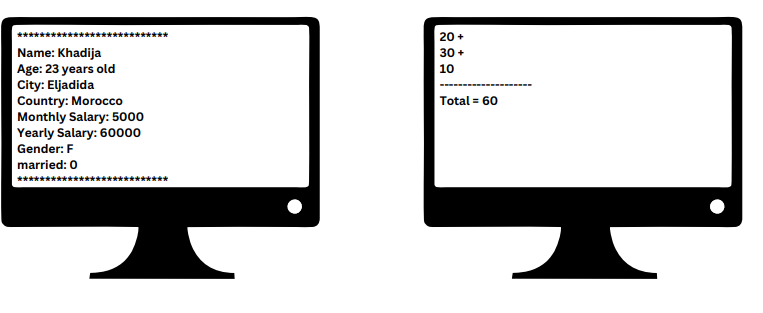 ***************************
Name: Khadija
Age: 23 years old
City: Eljadida
Country: Morocco
Monthly Salary: 5000
Yearly Salary: 60000
Gender: F
married: 0
***************************
20 +
30 +
10
--------------------
Total = 60